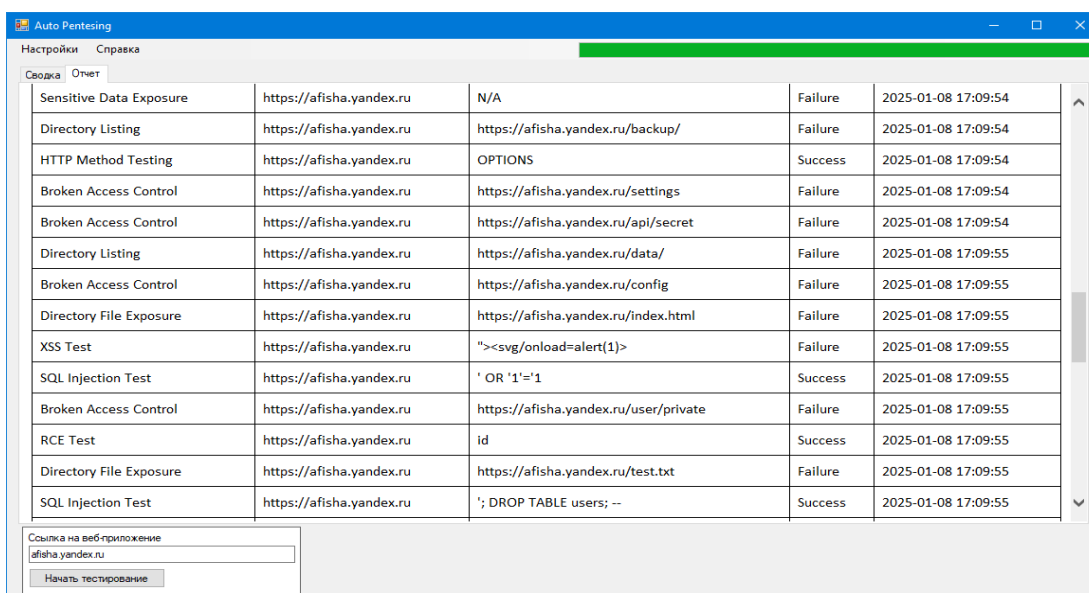 Auto Pentesing
Настройки Справка
Сводка Отчет
Sensitive Data Exposure https://afisha.yandex.ru N/A Failure 2025-01-08 17:09:54
Directory Listing https://afisha.yandex.ru https://afisha.yandex.ru/backup/ Failure 2025-01-08 17:09:54
HTTP Method Testing https://afisha.yandex.ru OPTIONS Success 2025-01-08 17:09:54
Broken Access Control https://afisha.yandex.ru https://afisha.yandex.ru/settings Failure 2025-01-08 17:09:54
Broken Access Control https://afisha.yandex.ru https://afisha.yandex.ru/api/secret Failure 2025-01-08 17:09:54
Directory Listing https://afisha.yandex.ru https://afisha.yandex.ru/data/ Failure 2025-01-08 17:09:55
Broken Access Control https://afisha.yandex.ru https://afisha.yandex.ru/config Failure 2025-01-08 17:09:55
Directory File Exposure https://afisha.yandex.ru https://afisha.yandex.ru/index.html Failure 2025-01-08 17:09:55
XSS Test https://afisha.yandex.ru "><svg/onload=alert(1)> Failure 2025-01-08 17:09:55
SQL Injection Test https://afisha.yandex.ru ' OR '1'='1 Success 2025-01-08 17:09:55
Broken Access Control https://afisha.yandex.ru https://afisha.yandex.ru/user/private Failure 2025-01-08 17:09:55
RCE Test https://afisha.yandex.ru id Success 2025-01-08 17:09:55
Directory File Exposure https://afisha.yandex.ru https://afisha.yandex.ru/test.txt Failure 2025-01-08 17:09:55
SQL Injection Test https://afisha.yandex.ru '; DROP TABLE users; -- Success 2025-01-08 17:09:55
Ссылка на веб-приложение
afisha.yandex.ru
Начать тестирование